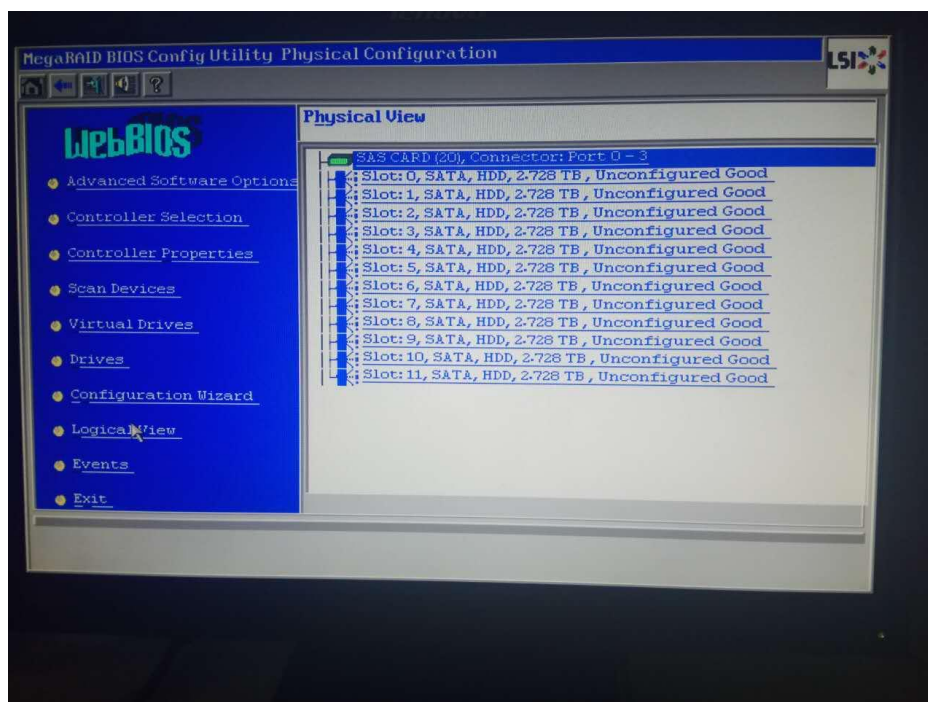 lenovo
MegaRAID BIOS Config Utility Physical Configuration
LSI
?
WebBIOS
Advanced Software Options
Controller Selection
Controller Properties
Scan Devices
Virtual Drives
Drives
Configuration Wizard
Logical View
Events
Exit
Physical View
SAS CARD (20), Connector: Port 0 - 3
Slot: 0, SATA, HDD, 2.728 TB , Unconfigured Good
Slot: 1, SATA, HDD, 2.728 TB , Unconfigured Good
Slot: 2, SATA, HDD, 2.728 TB , Unconfigured Good
Slot: 3, SATA, HDD, 2.728 TB , Unconfigured Good
Slot: 4, SATA, HDD, 2.728 TB , Unconfigured Good
Slot: 5, SATA, HDD, 2.728 TB , Unconfigured Good
Slot: 6, SATA, HDD, 2.728 TB , Unconfigured Good
Slot: 7, SATA, HDD, 2.728 TB , Unconfigured Good
Slot: 8, SATA, HDD, 2.728 TB , Unconfigured Good
Slot: 9, SATA, HDD, 2.728 TB , Unconfigured Good
Slot: 10, SATA, HDD, 2.728 TB , Unconfigured Good
Slot: 11, SATA, HDD, 2.728 TB , Unconfigured Good